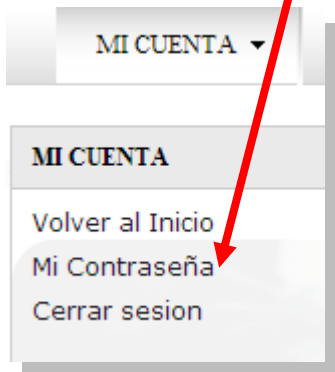 MI CUENTA
MI CUENTA
Volver al Inicio
Mi Contraseña
Cerrar sesion